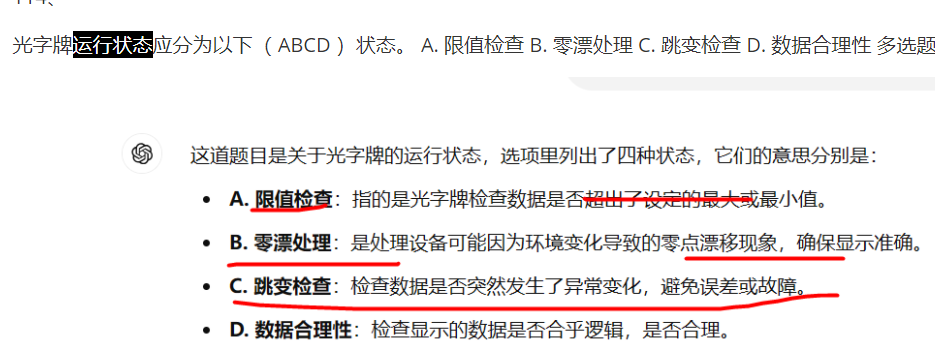 光字牌运行状态应分为以下（ ABCD ）状态。 A. 限值检查 B. 零漂处理 C. 跳变检查 D. 数据合理性 多选题
这道题目是关于光字牌的运行状态，选项里列出了四种状态，它们的意思分别是：
• A. 限值检查：指的是光字牌检查数据是否超出了设定的最大或最小值。
• B. 零漂处理：是处理设备可能因为环境变化导致的零点漂移现象，确保显示准确。
• C. 跳变检查：检查数据是否突然发生了异常变化，避免误差或故障。
• D. 数据合理性：检查显示的数据是否合乎逻辑，是否合理。